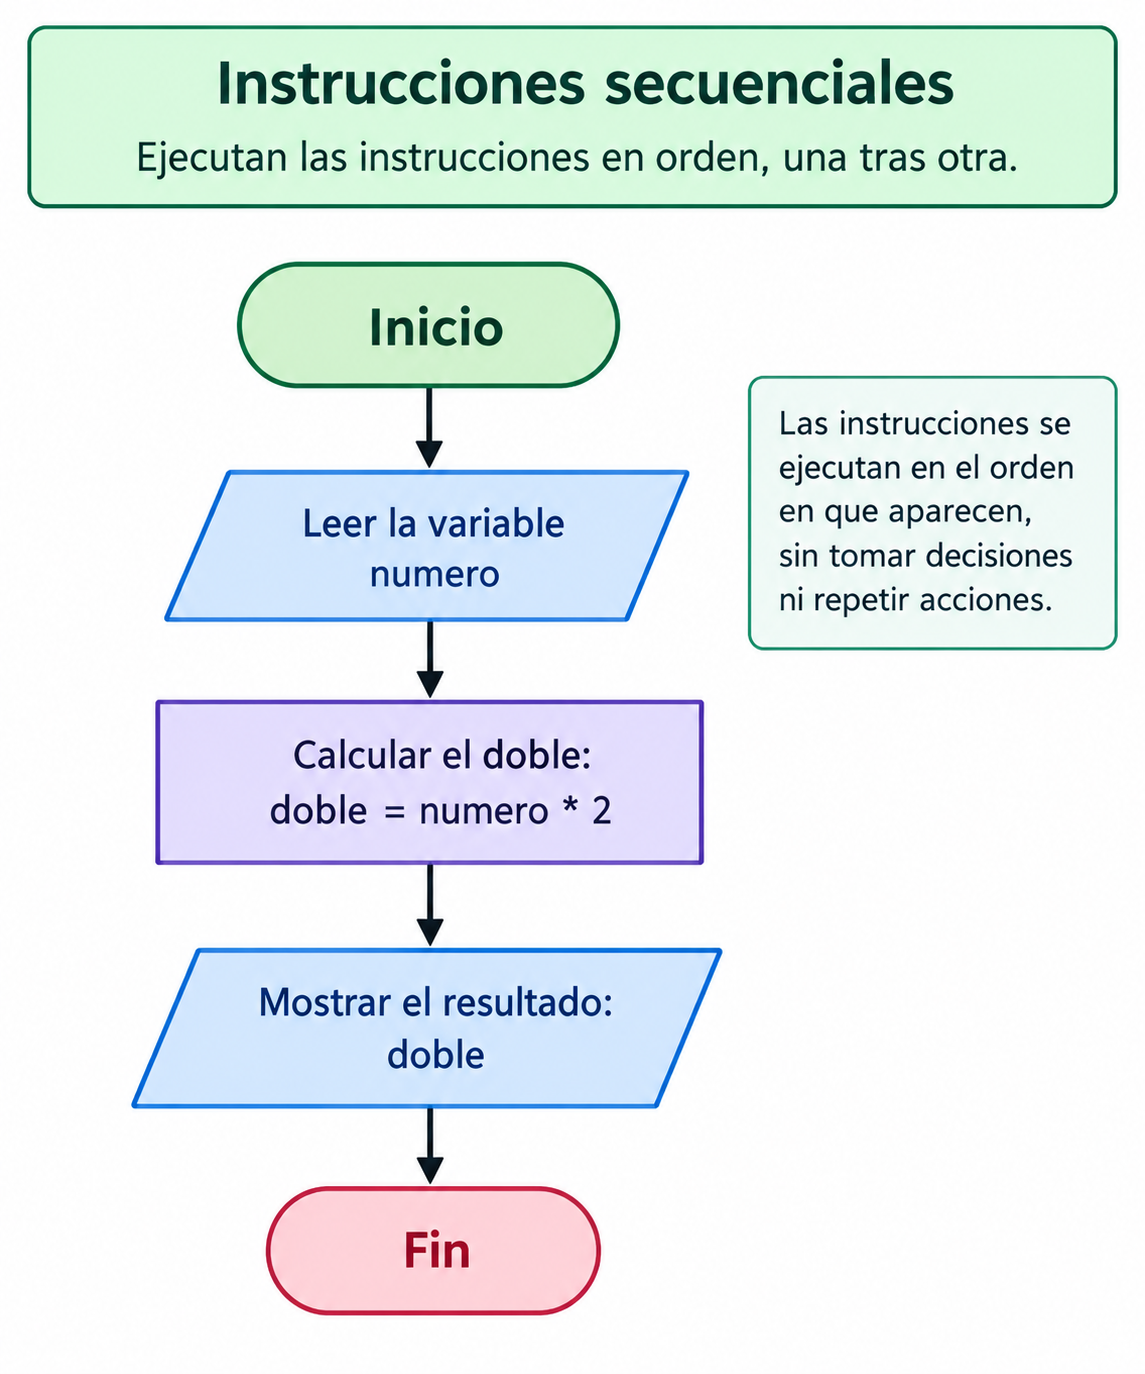 Instrucciones secuenciales
Ejecutan las instrucciones en orden, una tras otra.
Inicio
Leer la variable
numero
Las instrucciones se
ejecutan en el orden
en que aparecen,
sin tomar decisiones
ni repetir acciones.
Calcular el doble:
doble = numero * 2
Mostrar el resultado:
doble
Fin